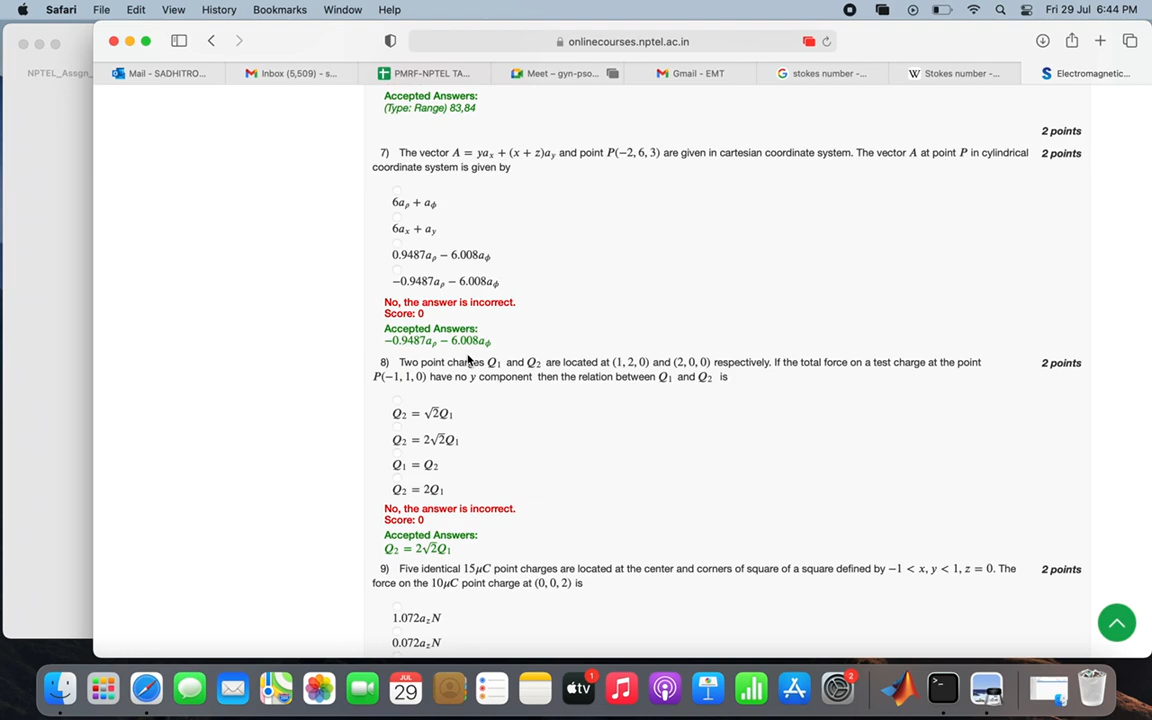 Safari File Edit View History Bookmarks Window Help Fri 29 Jul 6:44 PM
onlinecourses.nptel.ac.in
NPTEL_Assgn_ Mail - SADHITRO... Inbox (5,509) - s... PMRF-NPTEL TA... Meet – gyn-pso... Gmail - EMT stokes number -... Stokes number -... Electromagnetic...
Accepted Answers:
(Type: Range) 83,84
2 points
7) The vector A = yaₓ + (x + z)a_y and point P(−2, 6, 3) are given in cartesian coordinate system. The vector A at point P in cylindrical 2 points
coordinate system is given by
6a_ρ + a_ϕ
6aₓ + a_y
0.9487a_ρ − 6.008a_ϕ
−0.9487a_ρ − 6.008a_ϕ
No, the answer is incorrect.
Score: 0
Accepted Answers:
−0.9487a_ρ − 6.008a_ϕ
8) Two point charges Q₁ and Q₂ are located at (1, 2, 0) and (2, 0, 0) respectively. If the total force on a test charge at the point 2 points
P(−1, 1, 0) have no y component then the relation between Q₁ and Q₂ is
Q₂ = √2Q₁
Q₂ = 2√2Q₁
Q₁ = Q₂
Q₂ = 2Q₁
No, the answer is incorrect.
Score: 0
Accepted Answers:
Q₂ = 2√2Q₁
9) Five identical 15μC point charges are located at the center and corners of square of a square defined by −1 < x, y < 1, z = 0. The 2 points
force on the 10μC point charge at (0, 0, 2) is
1.072a_z N
0.072a_z N
JUL
29
tv
1
2